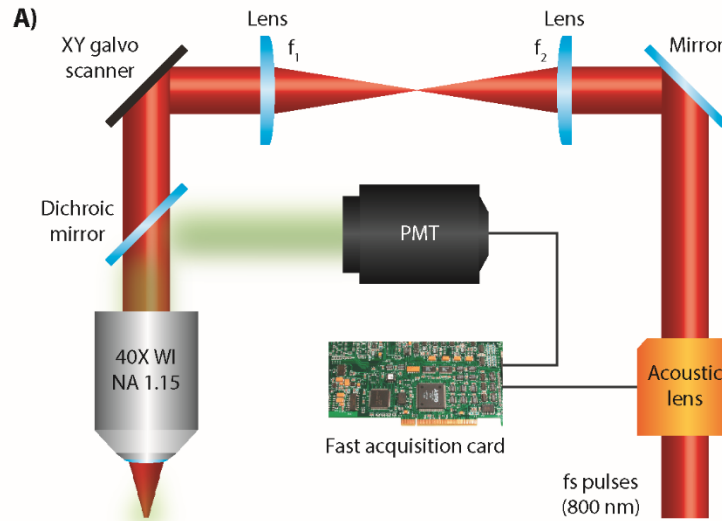 A)
XY galvo
scanner
Lens
f1
Lens
f2
Mirror
Dichroic
mirror
PMT
40X WI
NA 1.15
Acoustic
lens
Fast acquisition card
fs pulses
(800 nm)